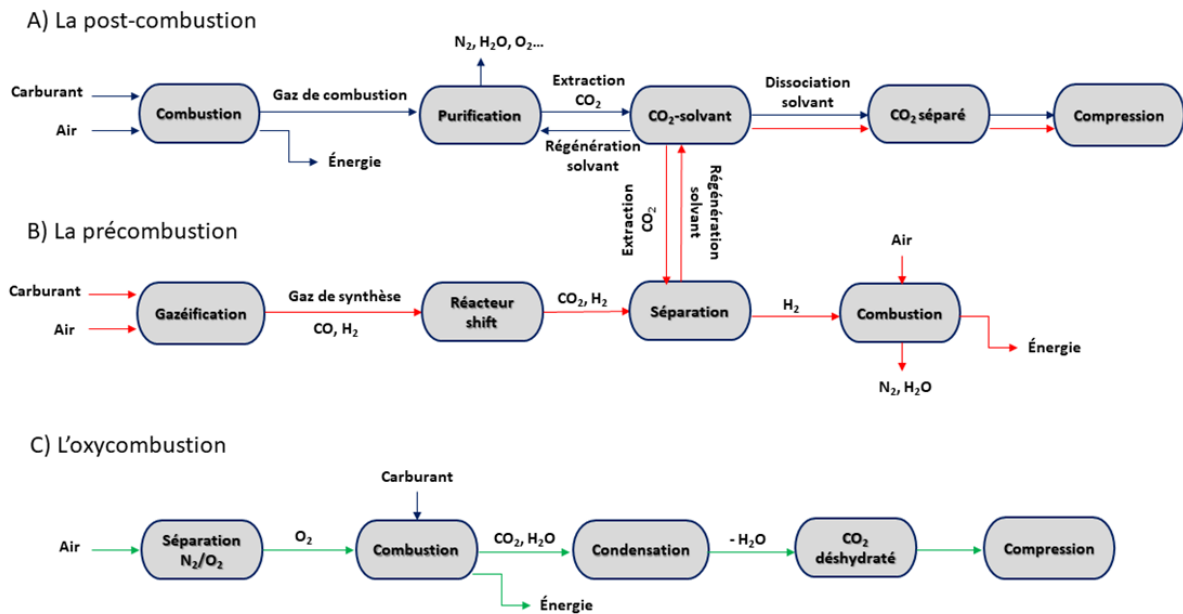 A) La post-combustion
N₂, H₂O, O₂...
Carburant
Air
Combustion
Gaz de combustion
Énergie
Purification
Extraction
CO₂
Régénération
solvant
CO₂-solvant
Dissociation
solvant
CO₂ séparé
Compression
Extraction
CO₂
Régénération
solvant
B) La précombustion
Carburant
Air
Gazéification
Gaz de synthèse
CO, H₂
Réacteur
shift
CO₂, H₂
Séparation
H₂
Air
Combustion
Énergie
N₂, H₂O
C) L'oxycombustion
Carburant
Air
Séparation
N₂/O₂
O₂
Combustion
Énergie
CO₂, H₂O
Condensation
- H₂O
CO₂
déshydraté
Compression